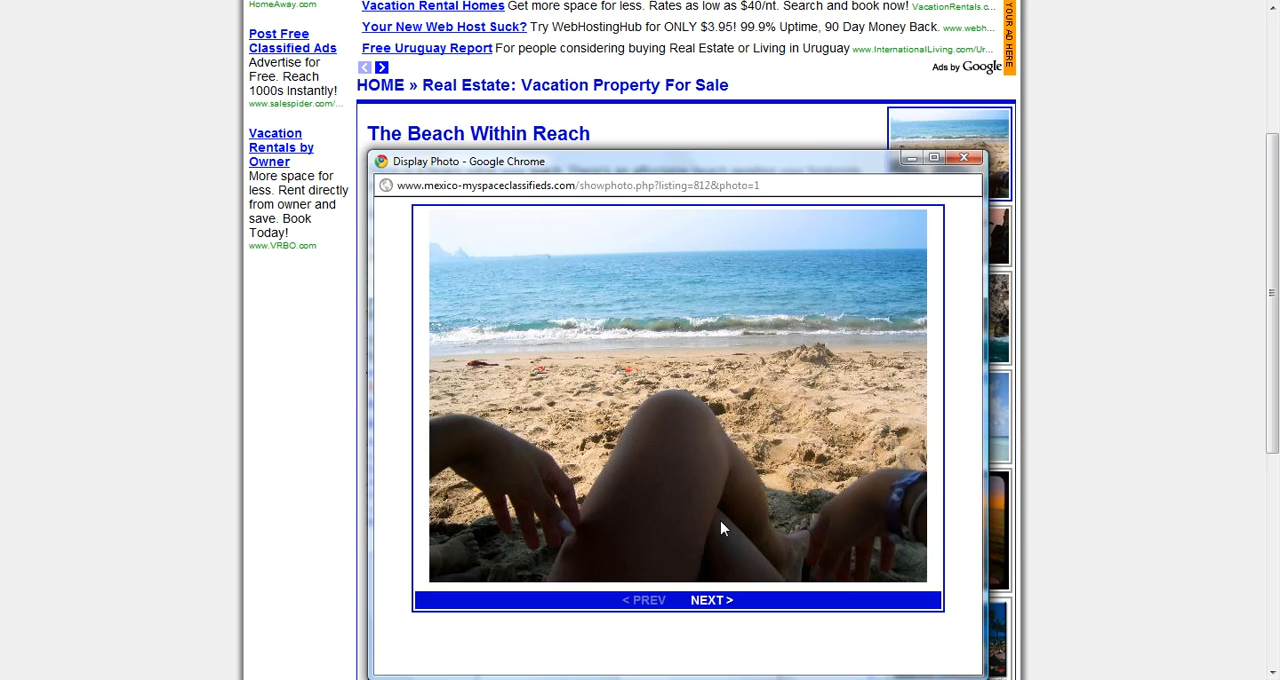 HomeAway.com
Post Free
Classified Ads
Advertise for
Free. Reach
1000s Instantly!
www.salespider.com/...
Vacation
Rentals by
Owner
More space for
less. Rent directly
from owner and
save. Book
Today!
www.VRBO.com
Vacation Rental Homes Get more space for less. Rates as low as $40/nt. Search and book now! VacationRentals.c...
Your New Web Host Suck? Try WebHostingHub for ONLY $3.95! 99.9% Uptime, 90 Day Money Back. www.webh...
Free Uruguay Report For people considering buying Real Estate or Living in Uruguay www.InternationalLiving.com/Ur...
Ads by Google
YOUR AD HERE
HOME » Real Estate: Vacation Property For Sale
The Beach Within Reach
Display Photo - Google Chrome
www.mexico-myspaceclassifieds.com/showphoto.php?listing=812&photo=1
< PREV NEXT >